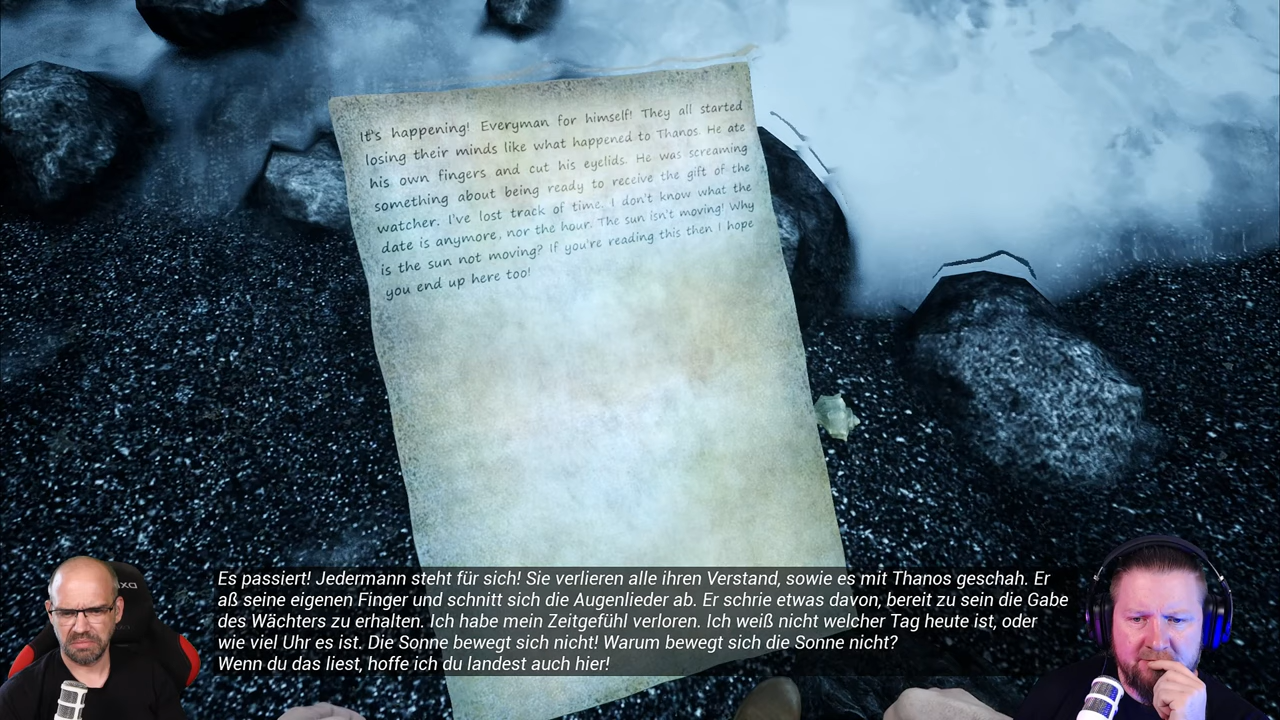 It's happening! Everyman for himself! They all started
losing their minds like what happened to Thanos. He ate
his own fingers and cut his eyelids. He was screaming
something about being ready to receive the gift of the
watcher. I've lost track of time. I don't know what the
date is anymore, nor the hour. The sun isn't moving! Why
is the sun not moving? If you're reading this then I hope
you end up here too!
Es passiert! Jedermann steht für sich! Sie verlieren alle ihren Verstand, sowie es mit Thanos geschah. Er
aß seine eigenen Finger und schnitt sich die Augenlieder ab. Er schrie etwas davon, bereit zu sein die Gabe
des Wächters zu erhalten. Ich habe mein Zeitgefühl verloren. Ich weiß nicht welcher Tag heute ist, oder
wie viel Uhr es ist. Die Sonne bewegt sich nicht! Warum bewegt sich die Sonne nicht?
Wenn du das liest, hoffe ich du landest auch hier!